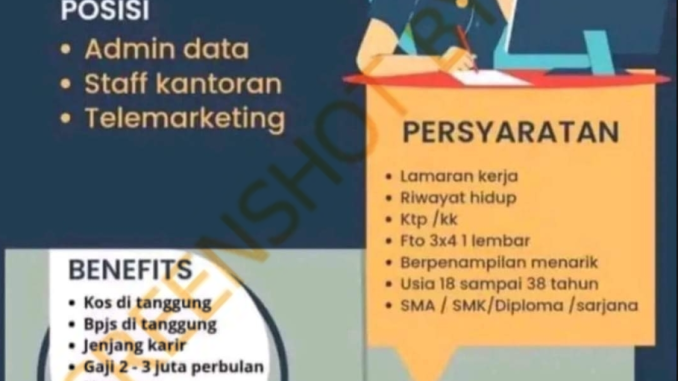 POSISI
• Admin data
• Staff kantoran
• Telemarketing
PERSYARATAN
• Lamaran kerja
• Riwayat hidup
• Ktp /kk
• Fto 3x4 1 lembar
• Berpenampilan menarik
• Usia 18 sampai 38 tahun
• SMA / SMK/Diploma /sarjana
BENEFITS
• Kos di tanggung
• Bpjs di tanggung
• Jenjang karir
• Gaji 2 - 3 juta perbulan
REENSHOT BY